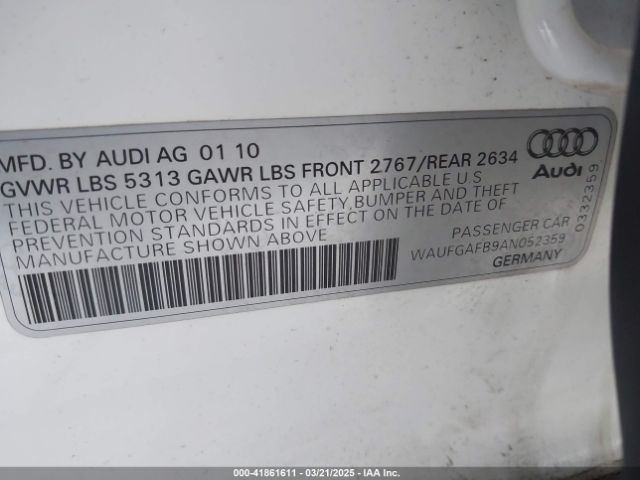 MFD. BY AUDI AG 01 10
GVWR LBS 5313 GAWR LBS FRONT 2767/REAR 2634
THIS VEHICLE CONFORMS TO ALL APPLICABLE U S
FEDERAL MOTOR VEHICLE SAFETY, BUMPER AND THEFT
PREVENTION STANDARDS IN EFFECT ON THE DATE OF
MANUFACTURE SHOWN ABOVE
Audi
0332359
PASSENGER CAR
WAUFGAFB9AN052359
GERMANY
000-41861611 — 03/21/2025 — IAA Inc.